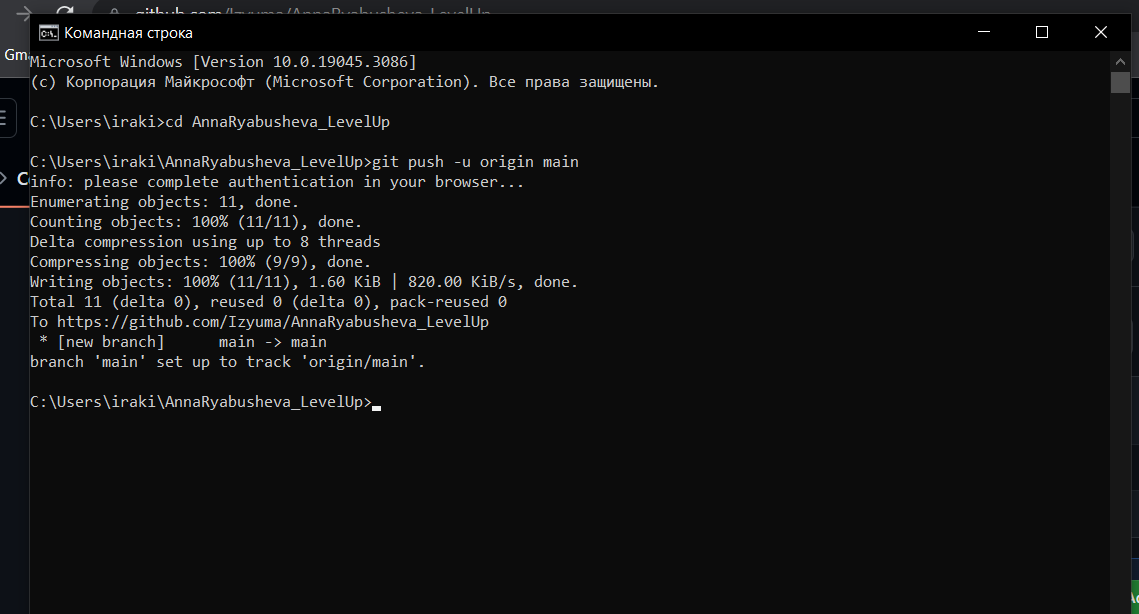 github.com/Izyuma/AnnaRyabusheva_LevelUp
Командная строка
Gm
Microsoft Windows [Version 10.0.19045.3086]
(c) Корпорация Майкрософт (Microsoft Corporation). Все права защищены.
C:\Users\iraki>cd AnnaRyabusheva_LevelUp
C:\Users\iraki\AnnaRyabusheva_LevelUp>git push -u origin main
info: please complete authentication in your browser...
Enumerating objects: 11, done.
Counting objects: 100% (11/11), done.
Delta compression using up to 8 threads
Compressing objects: 100% (9/9), done.
Writing objects: 100% (11/11), 1.60 KiB | 820.00 KiB/s, done.
Total 11 (delta 0), reused 0 (delta 0), pack-reused 0
To https://github.com/Izyuma/AnnaRyabusheva_LevelUp
 * [new branch]      main -> main
branch 'main' set up to track 'origin/main'.
C:\Users\iraki\AnnaRyabusheva_LevelUp>